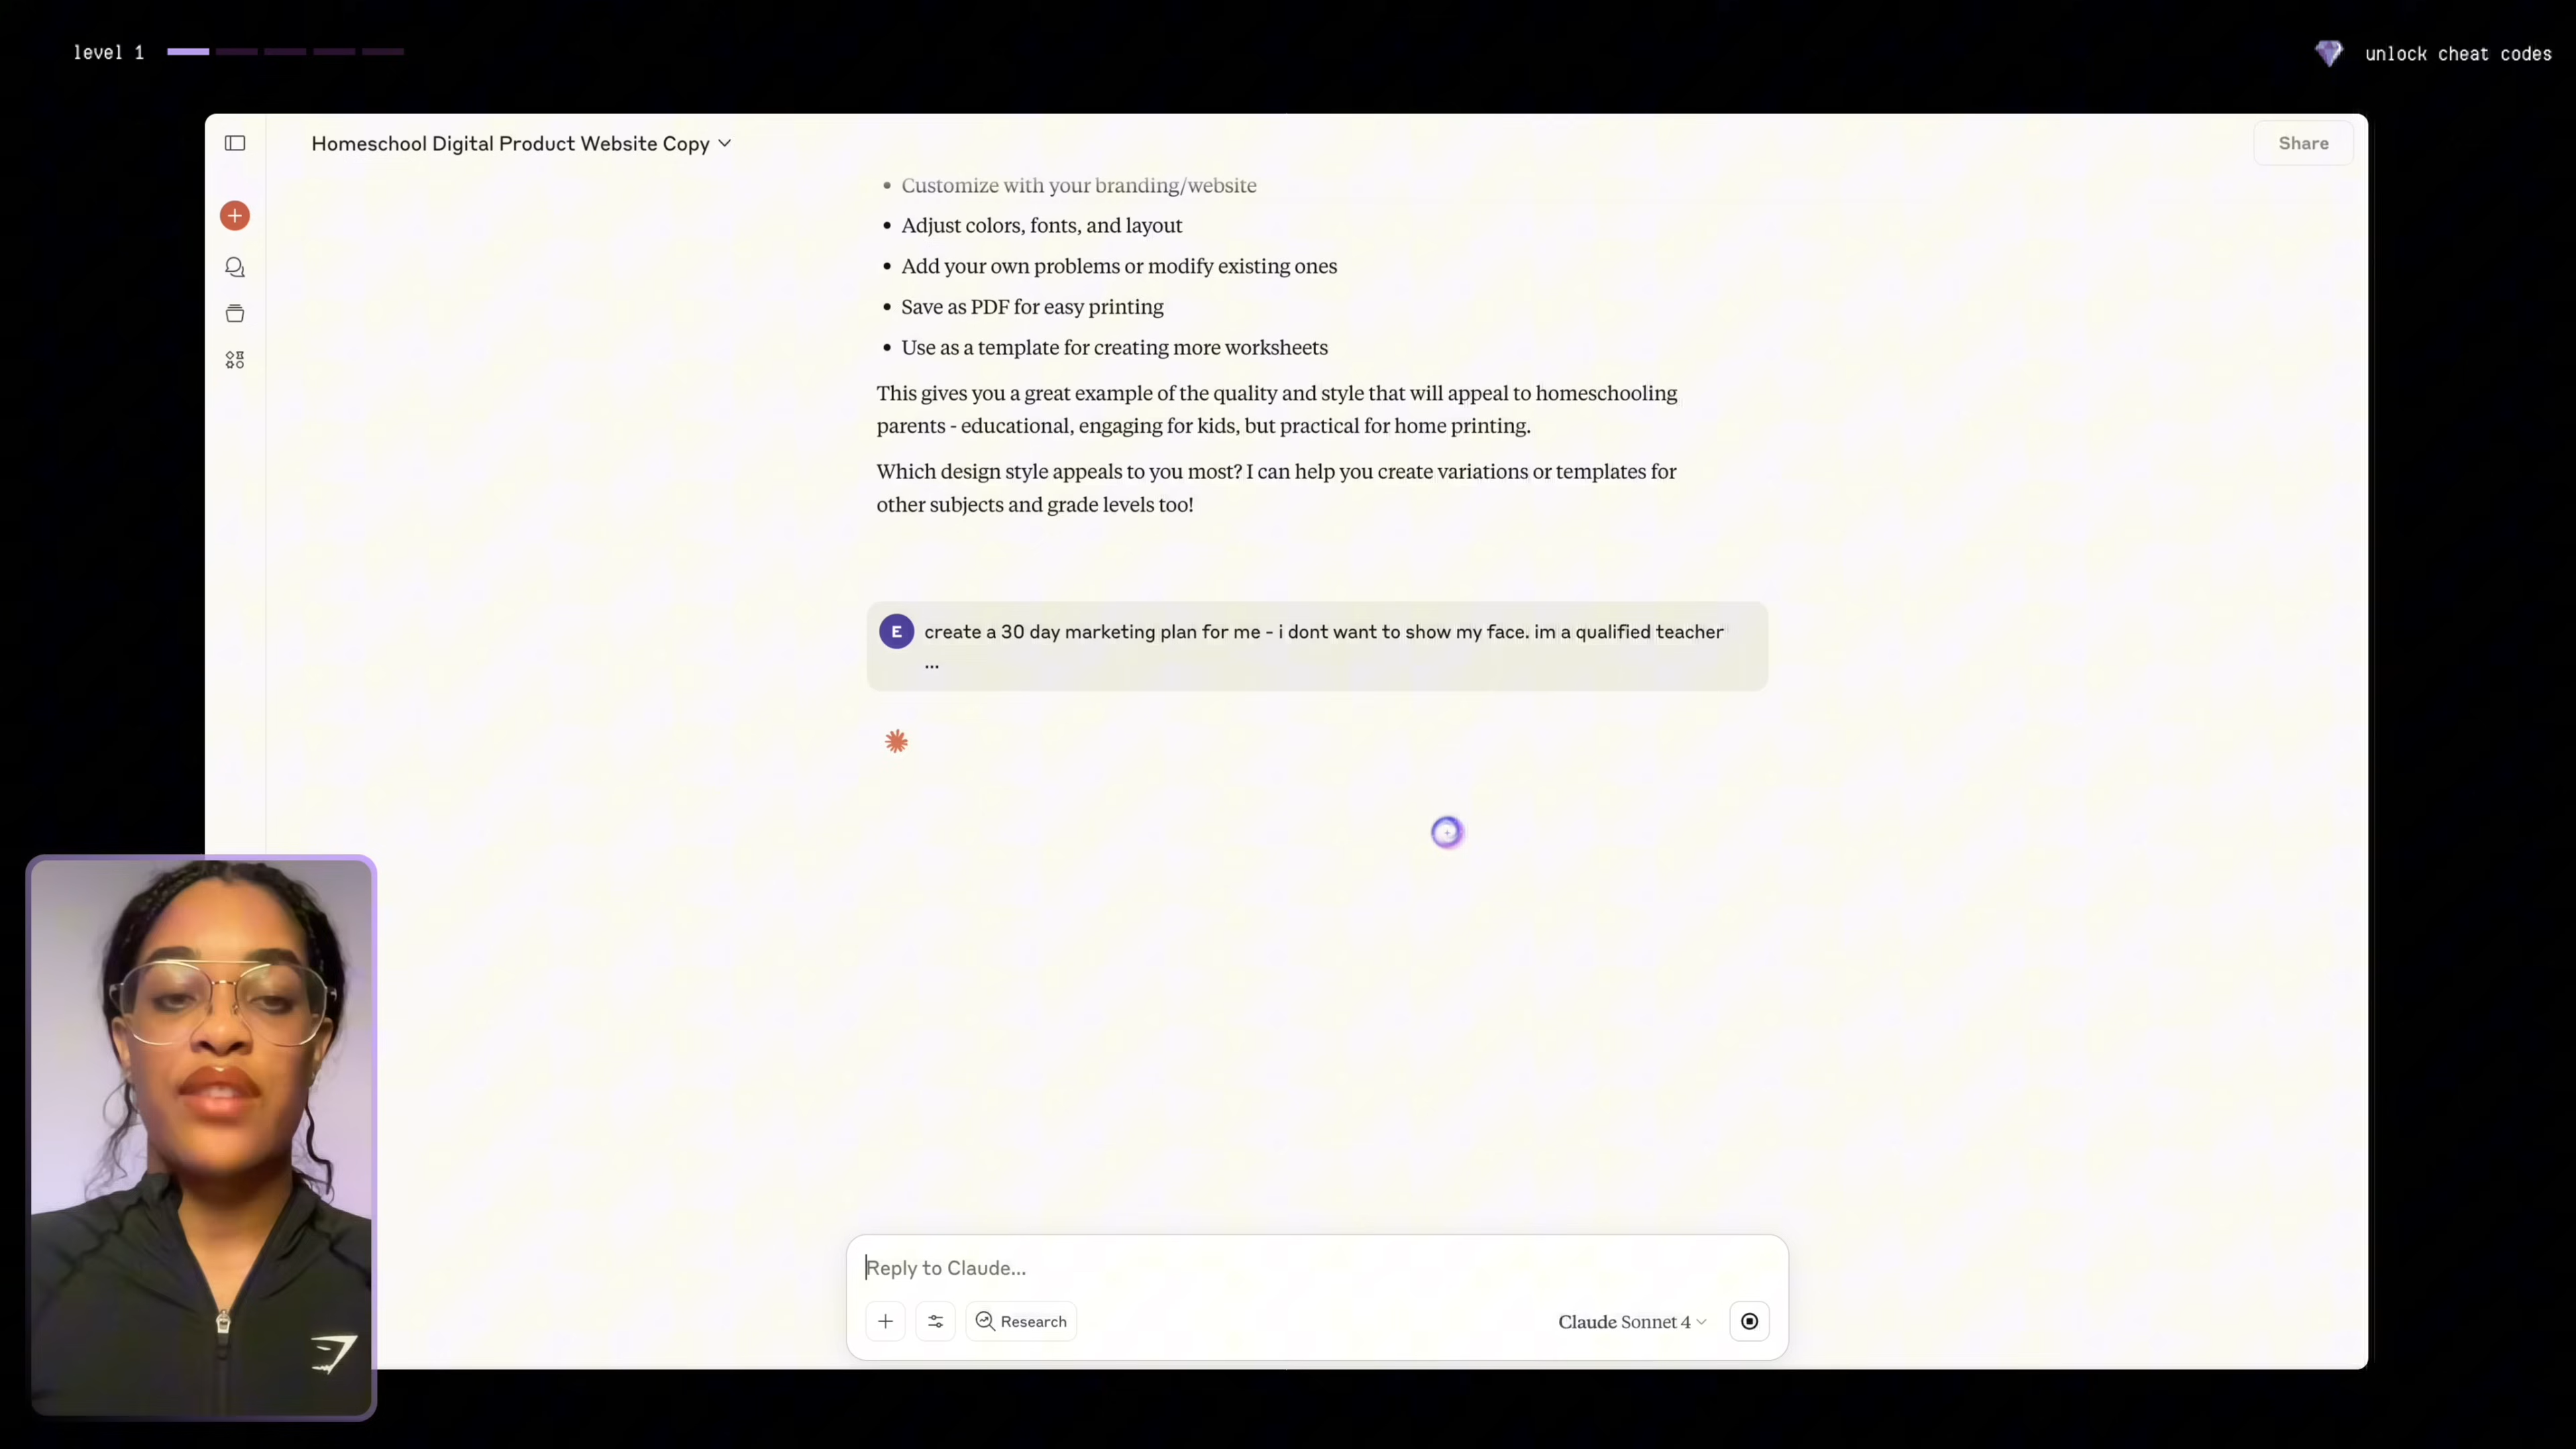 level 1
unlock cheat codes
Homeschool Digital Product Website Copy
Share
• Customize with your branding/website
• Adjust colors, fonts, and layout
• Add your own problems or modify existing ones
• Save as PDF for easy printing
• Use as a template for creating more worksheets
This gives you a great example of the quality and style that will appeal to homeschooling
parents - educational, engaging for kids, but practical for home printing.
Which design style appeals to you most? I can help you create variations or templates for
other subjects and grade levels too!
E
create a 30 day marketing plan for me - i dont want to show my face. im a qualified teacher
...
Reply to Claude...
Research
Claude Sonnet 4